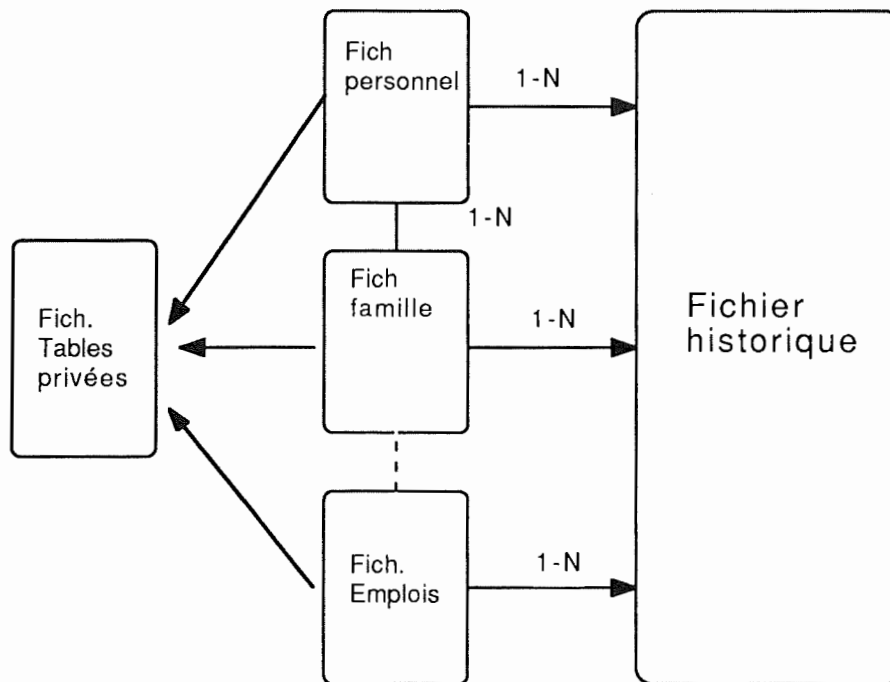 Fich
personnel
1-N
1-N
Fich
famille
1-N
Fich.
Tables
privées
Fichier
historique
Fich.
Emplois
1-N